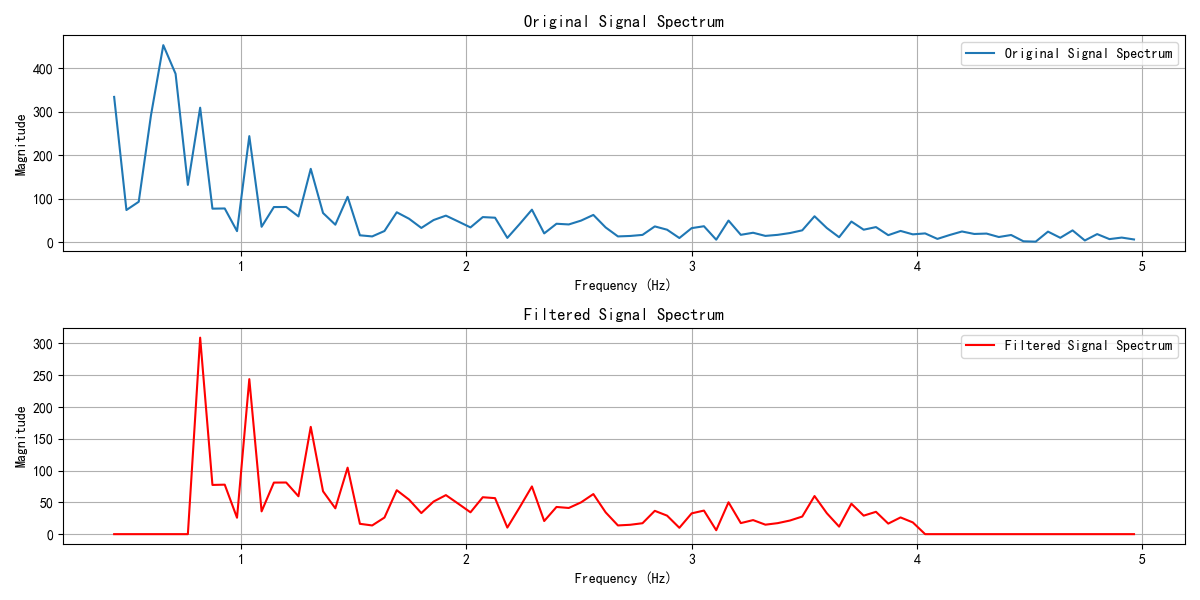 Original Signal Spectrum
Original Signal Spectrum
400
300
200
100
0
Magnitude
1
2
3
4
5
Frequency (Hz)
Filtered Signal Spectrum
Filtered Signal Spectrum
300
250
200
150
100
50
0
Magnitude
1
2
3
4
5
Frequency (Hz)